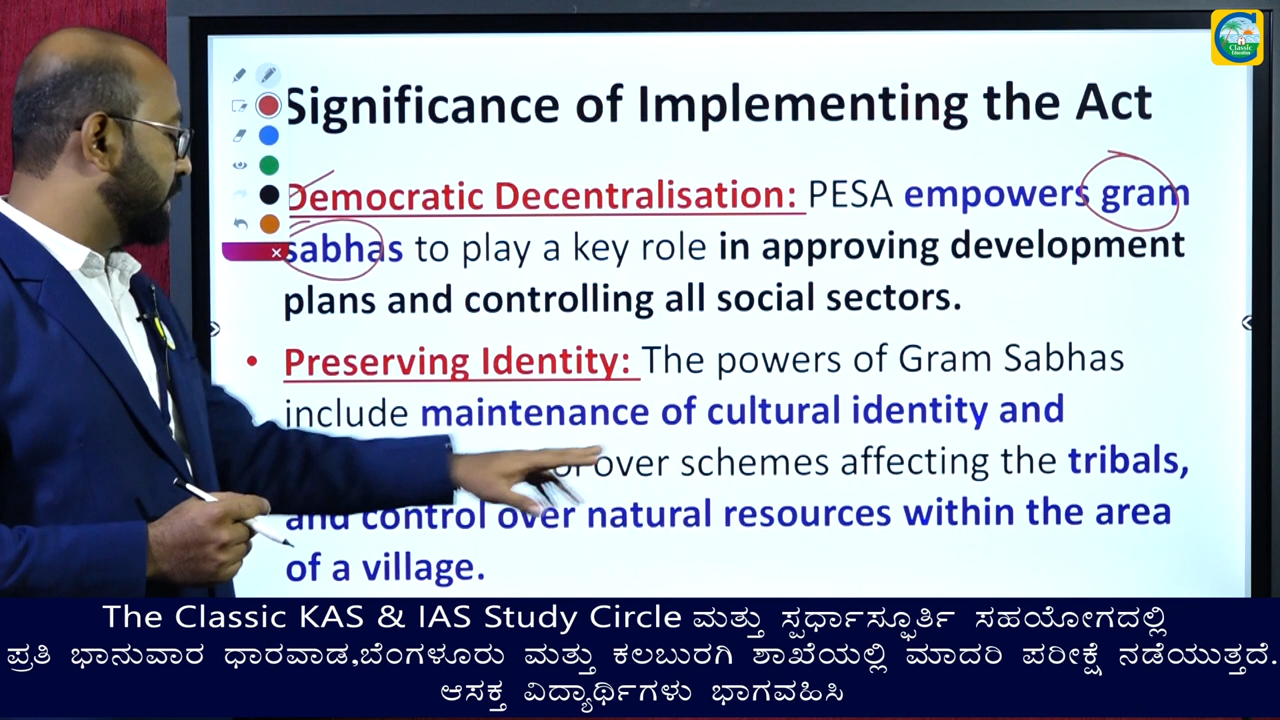 Classic
Education
Significance of Implementing the Act
Democratic Decentralisation: PESA empowers gram
sabhas to play a key role in approving development
plans and controlling all social sectors.
• Preserving Identity: The powers of Gram Sabhas
include maintenance of cultural identity and
over schemes affecting the tribals,
and control over natural resources within the area
of a village.
The Classic KAS & IAS Study Circle ಮತ್ತು ಸ್ಪರ್ಧಾಸ್ಫೂರ್ತಿ ಸಹಯೋಗದಲ್ಲಿ
ಪ್ರತಿ ಭಾನುವಾರ ಧಾರವಾಡ,ಬೆಂಗಳೂರು ಮತ್ತು ಕಲಬುರಗಿ ಶಾಖೆಯಲ್ಲಿ ಮಾದರಿ ಪರೀಕ್ಷೆ ನಡೆಯುತ್ತದೆ.
ಆಸಕ್ತ ವಿದ್ಯಾರ್ಥಿಗಳು ಭಾಗವಹಿಸಿ